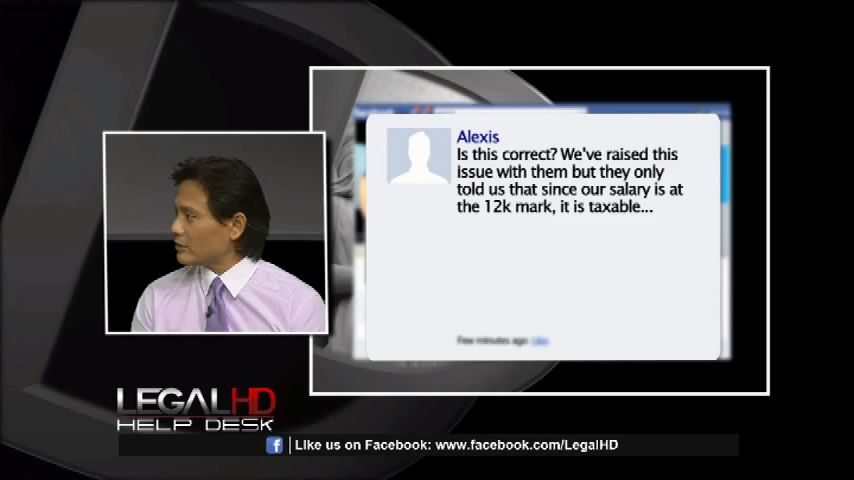 Alexis
Is this correct? We've raised this
issue with them but they only
told us that since our salary is at
the 12k mark, it is taxable...
Few minutes ago Like
LEGALHD
HELP DESK
f Like us on Facebook: www.facebook.com/LegalHD